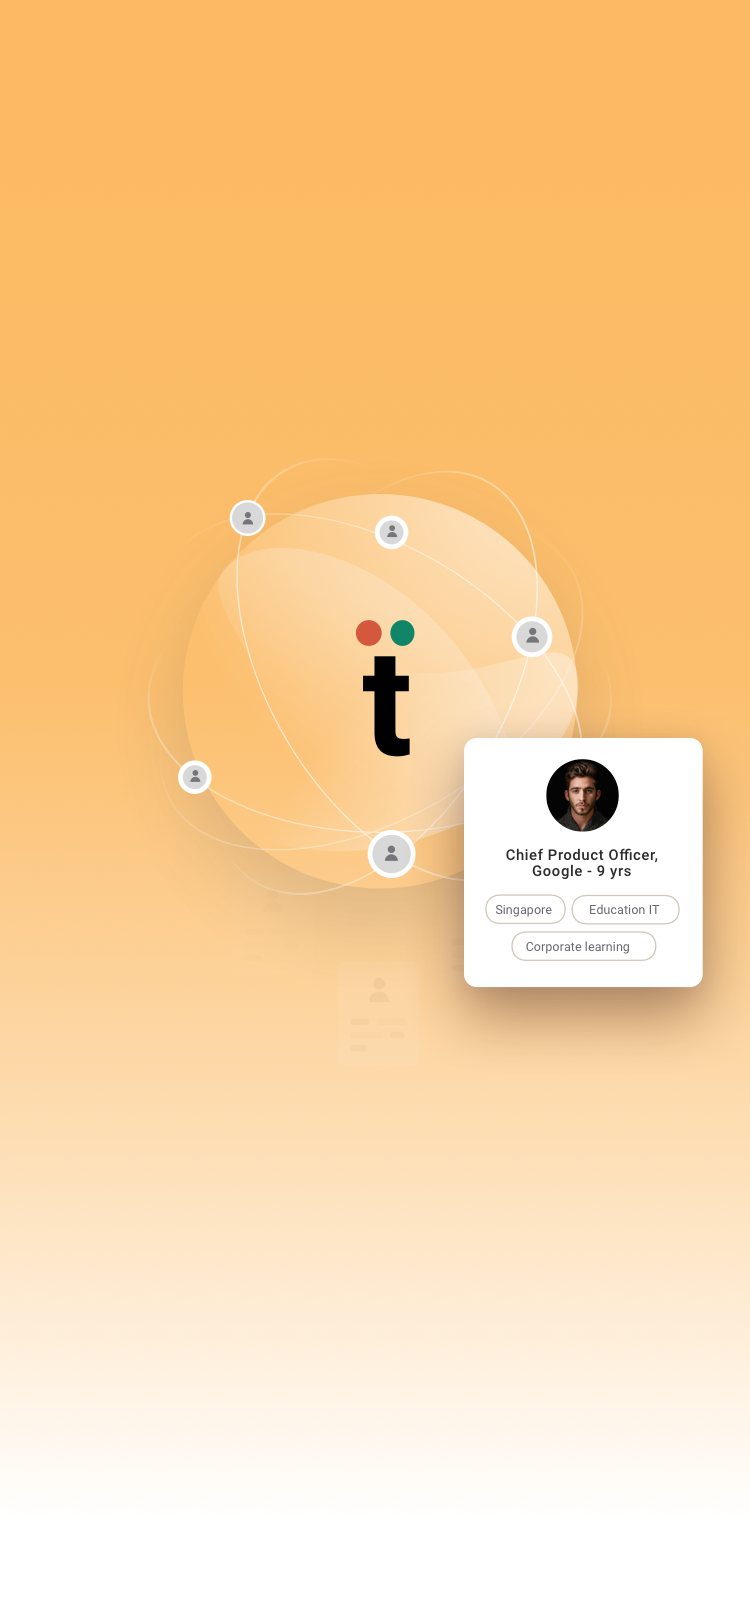 t
Chief Product Officer,
Google - 9 yrs
Singapore
Education IT
Corporate learning